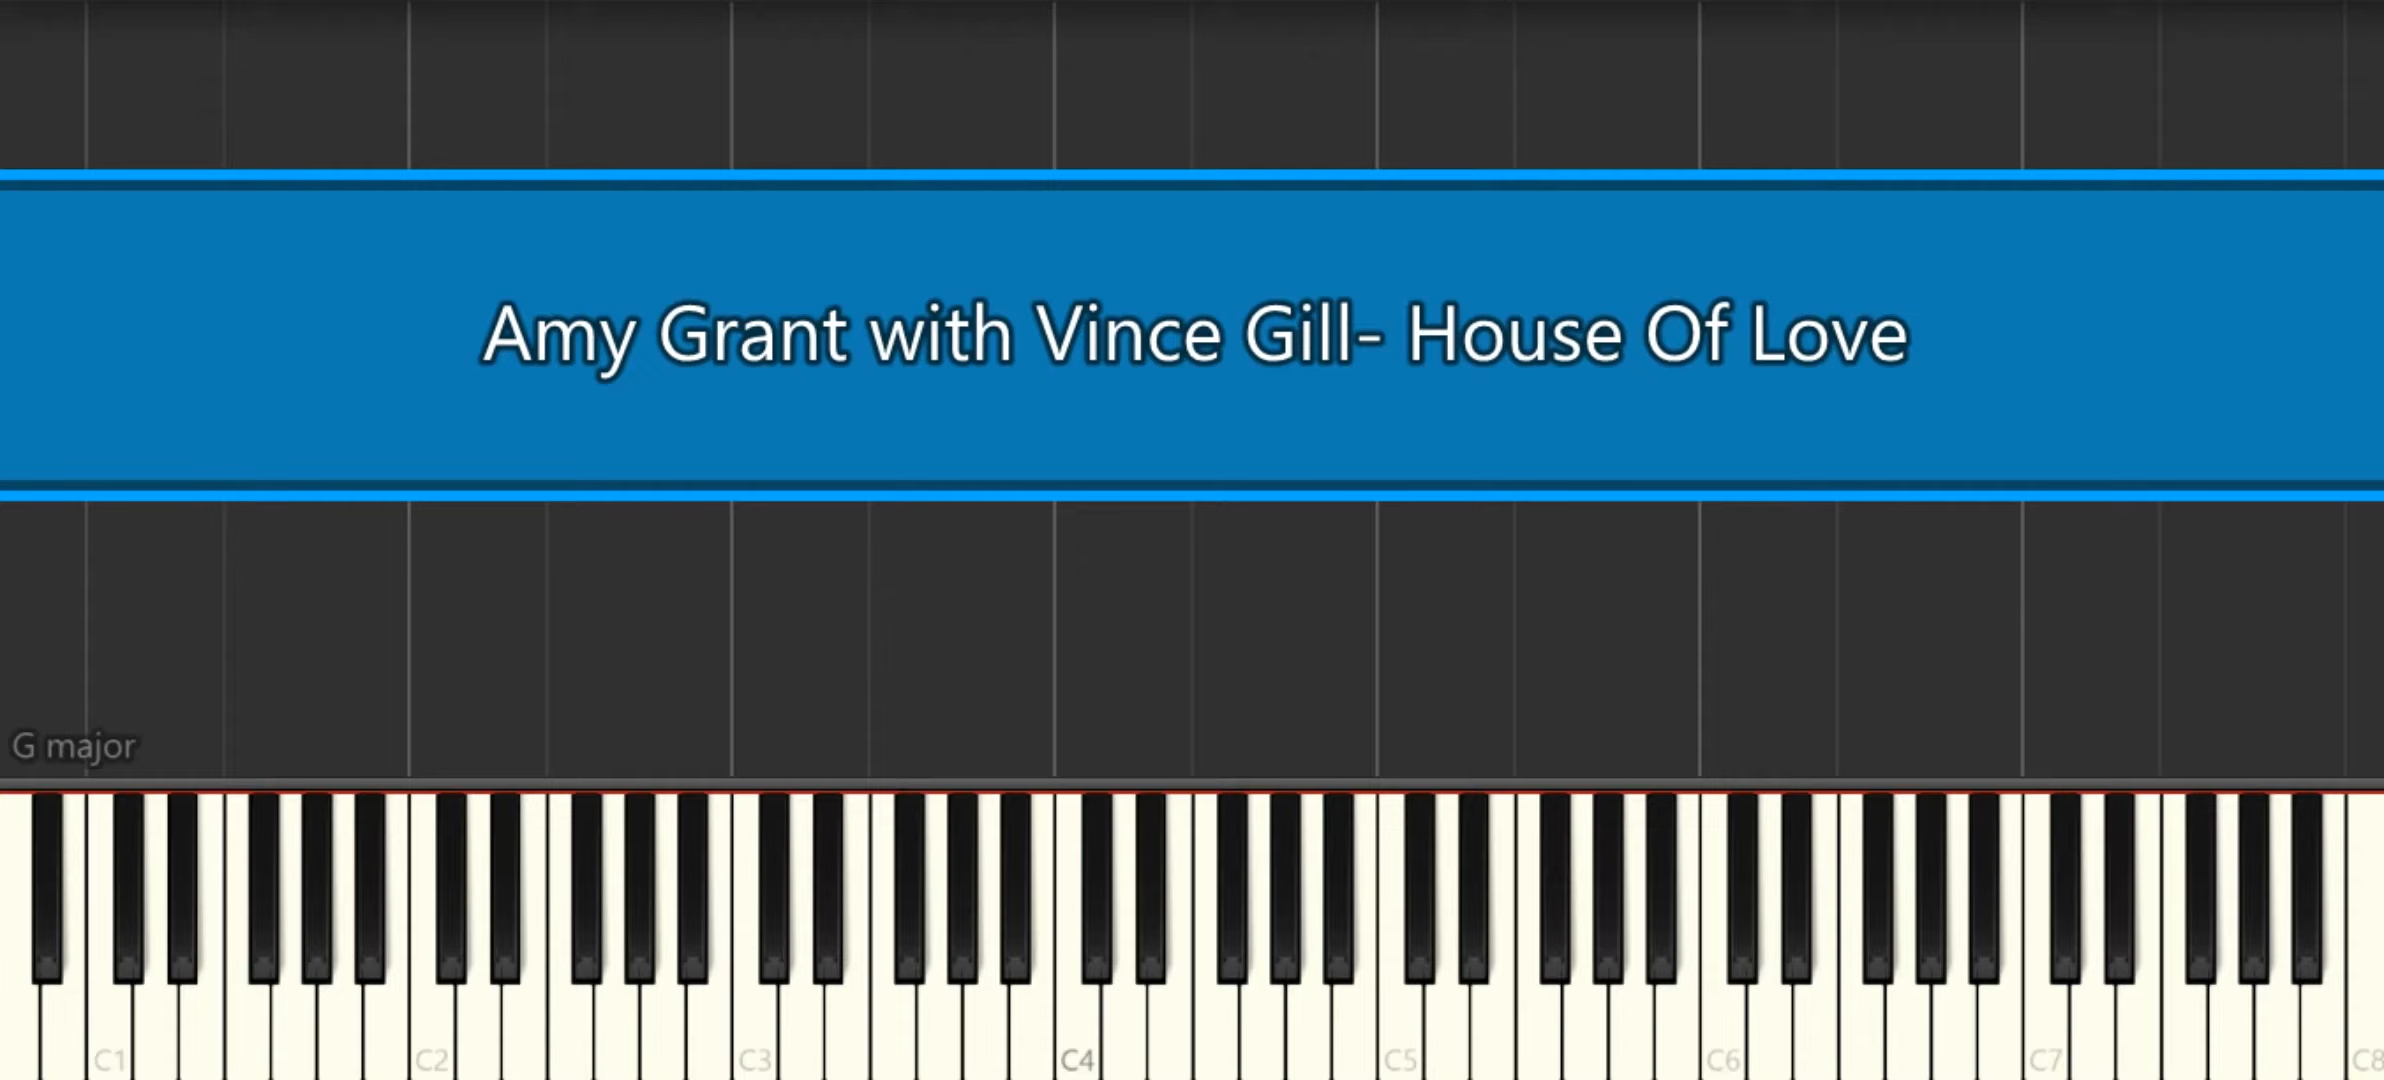 Amy Grant with Vince Gill- House Of Love
G major
C1 C2 C3 C4 C5 C6 C7 C8